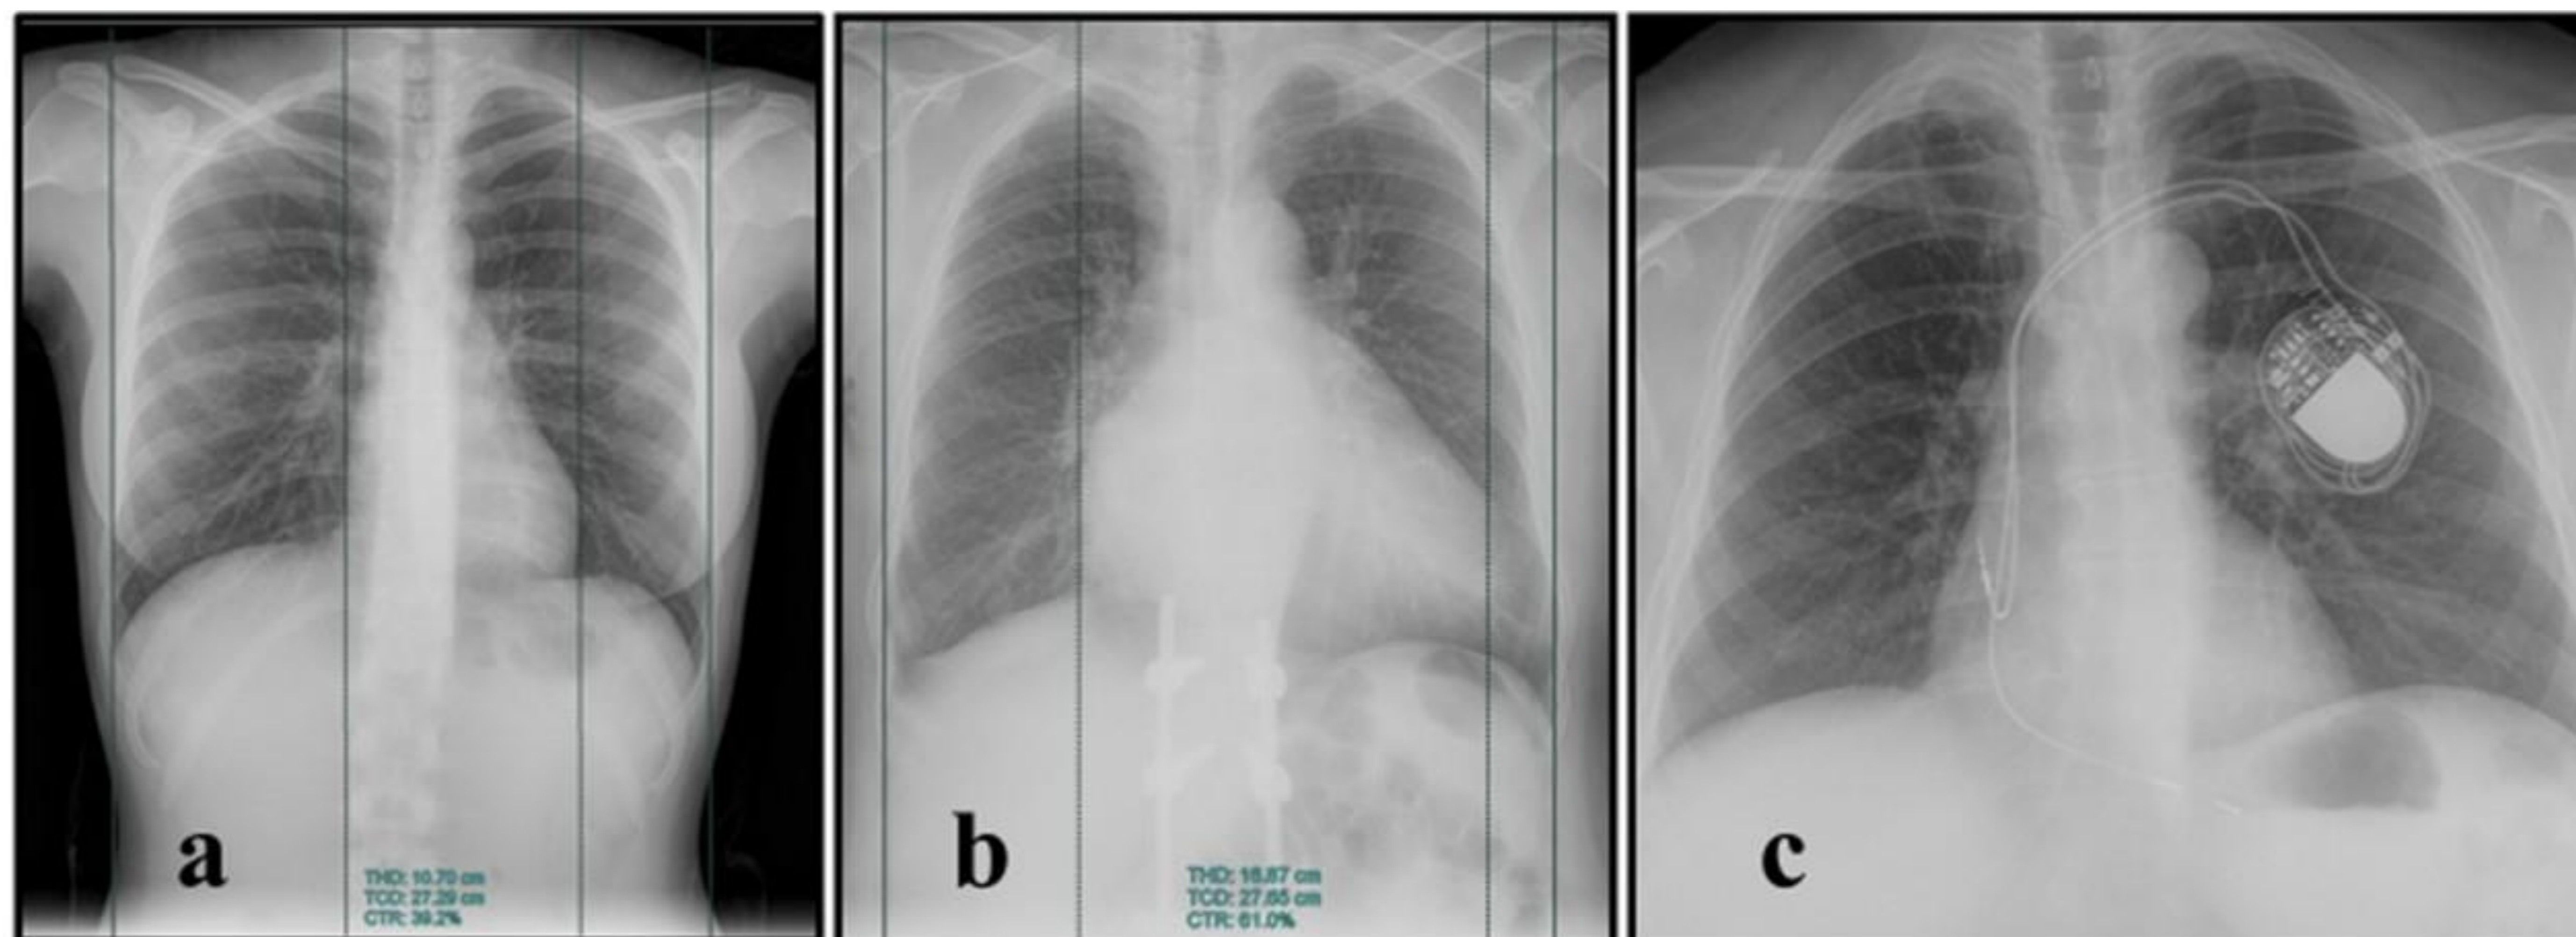 a
THD: 10.70 cm
TCD: 27.29 cm
CTR: 39.2%
b
THD: 16.87 cm
TCD: 27.65 cm
CTR: 61.0%
c